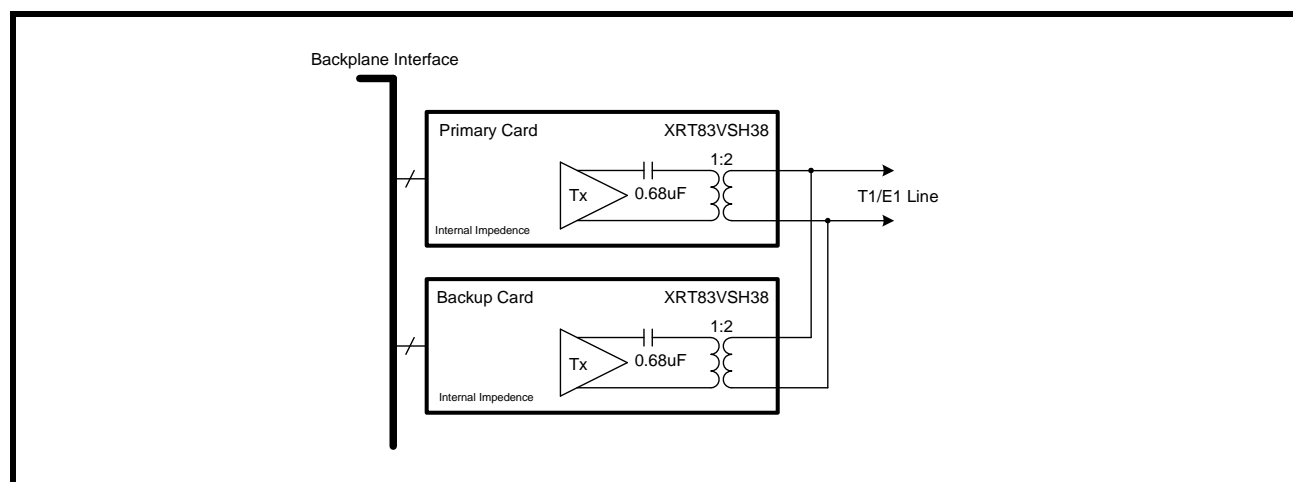 Backplane Interface
Primary Card
XRT83VSH38
1:2
Tx
0.68uF
T1/E1 Line
Internal Impedence
Backup Card
XRT83VSH38
1:2
Tx
0.68uF
Internal Impedence